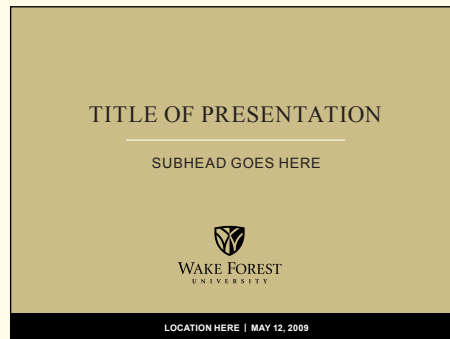 TITLE OF PRESENTATION
SUBHEAD GOES HERE
WAKE FOREST
UNIVERSITY
LOCATION HERE | MAY 12, 2009